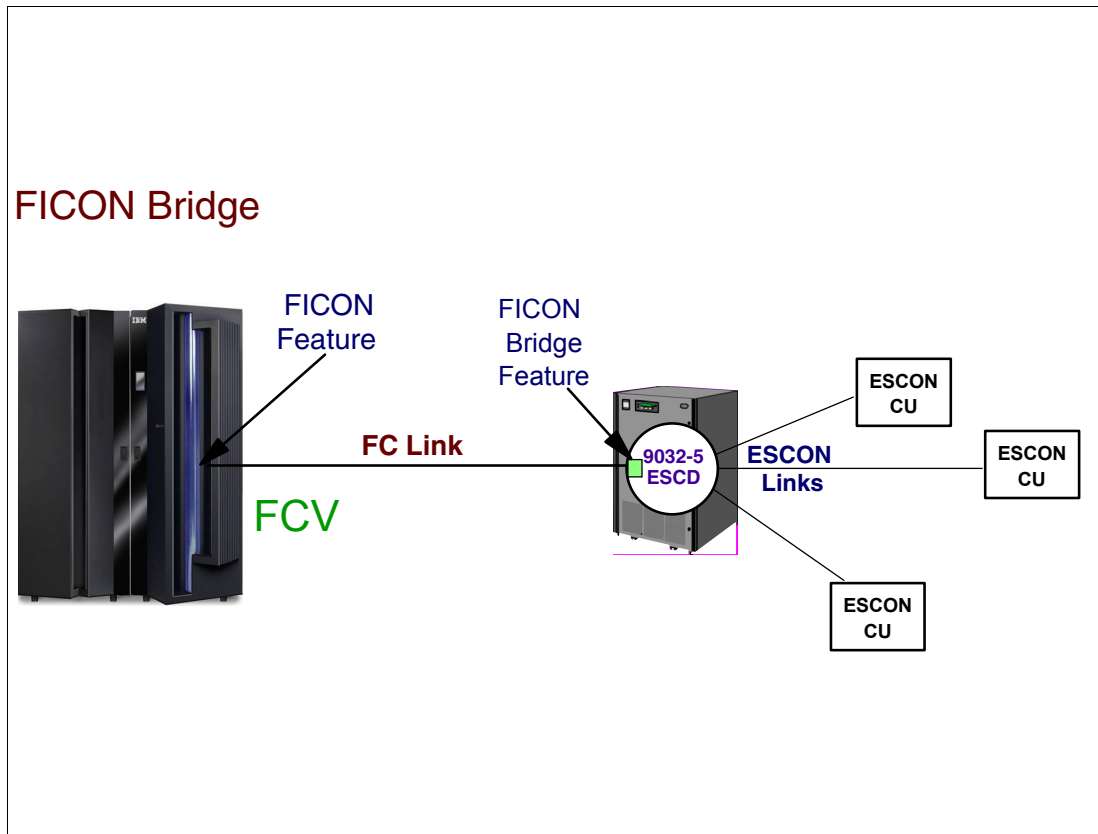 FICON Bridge
IBM
FICON
Feature
FICON
Bridge
Feature
FC Link
FCV
9032-5
ESCD
ESCON
Links
ESCON
CU
ESCON
CU
ESCON
CU